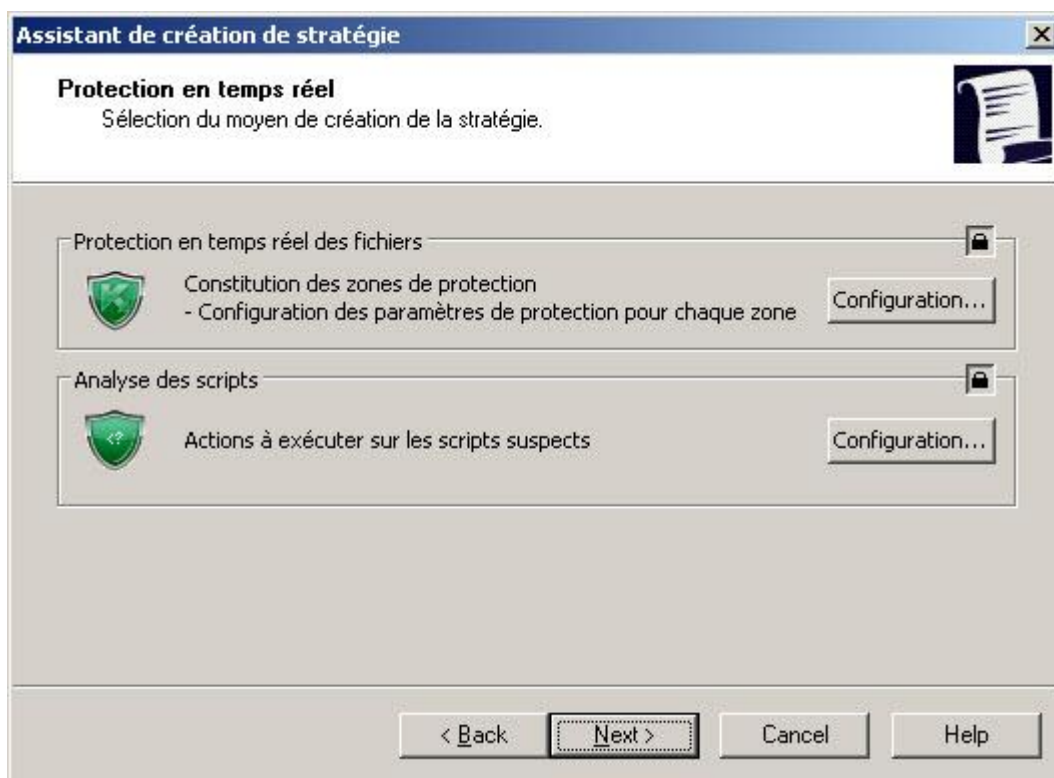 Assistant de création de stratégie
Protection en temps réel
Sélection du moyen de création de la stratégie.
Protection en temps réel des fichiers
Constitution des zones de protection
- Configuration des paramètres de protection pour chaque zone
Configuration...
Analyse des scripts
<?
Actions à exécuter sur les scripts suspects
Configuration...
< Back
Next >
Cancel
Help